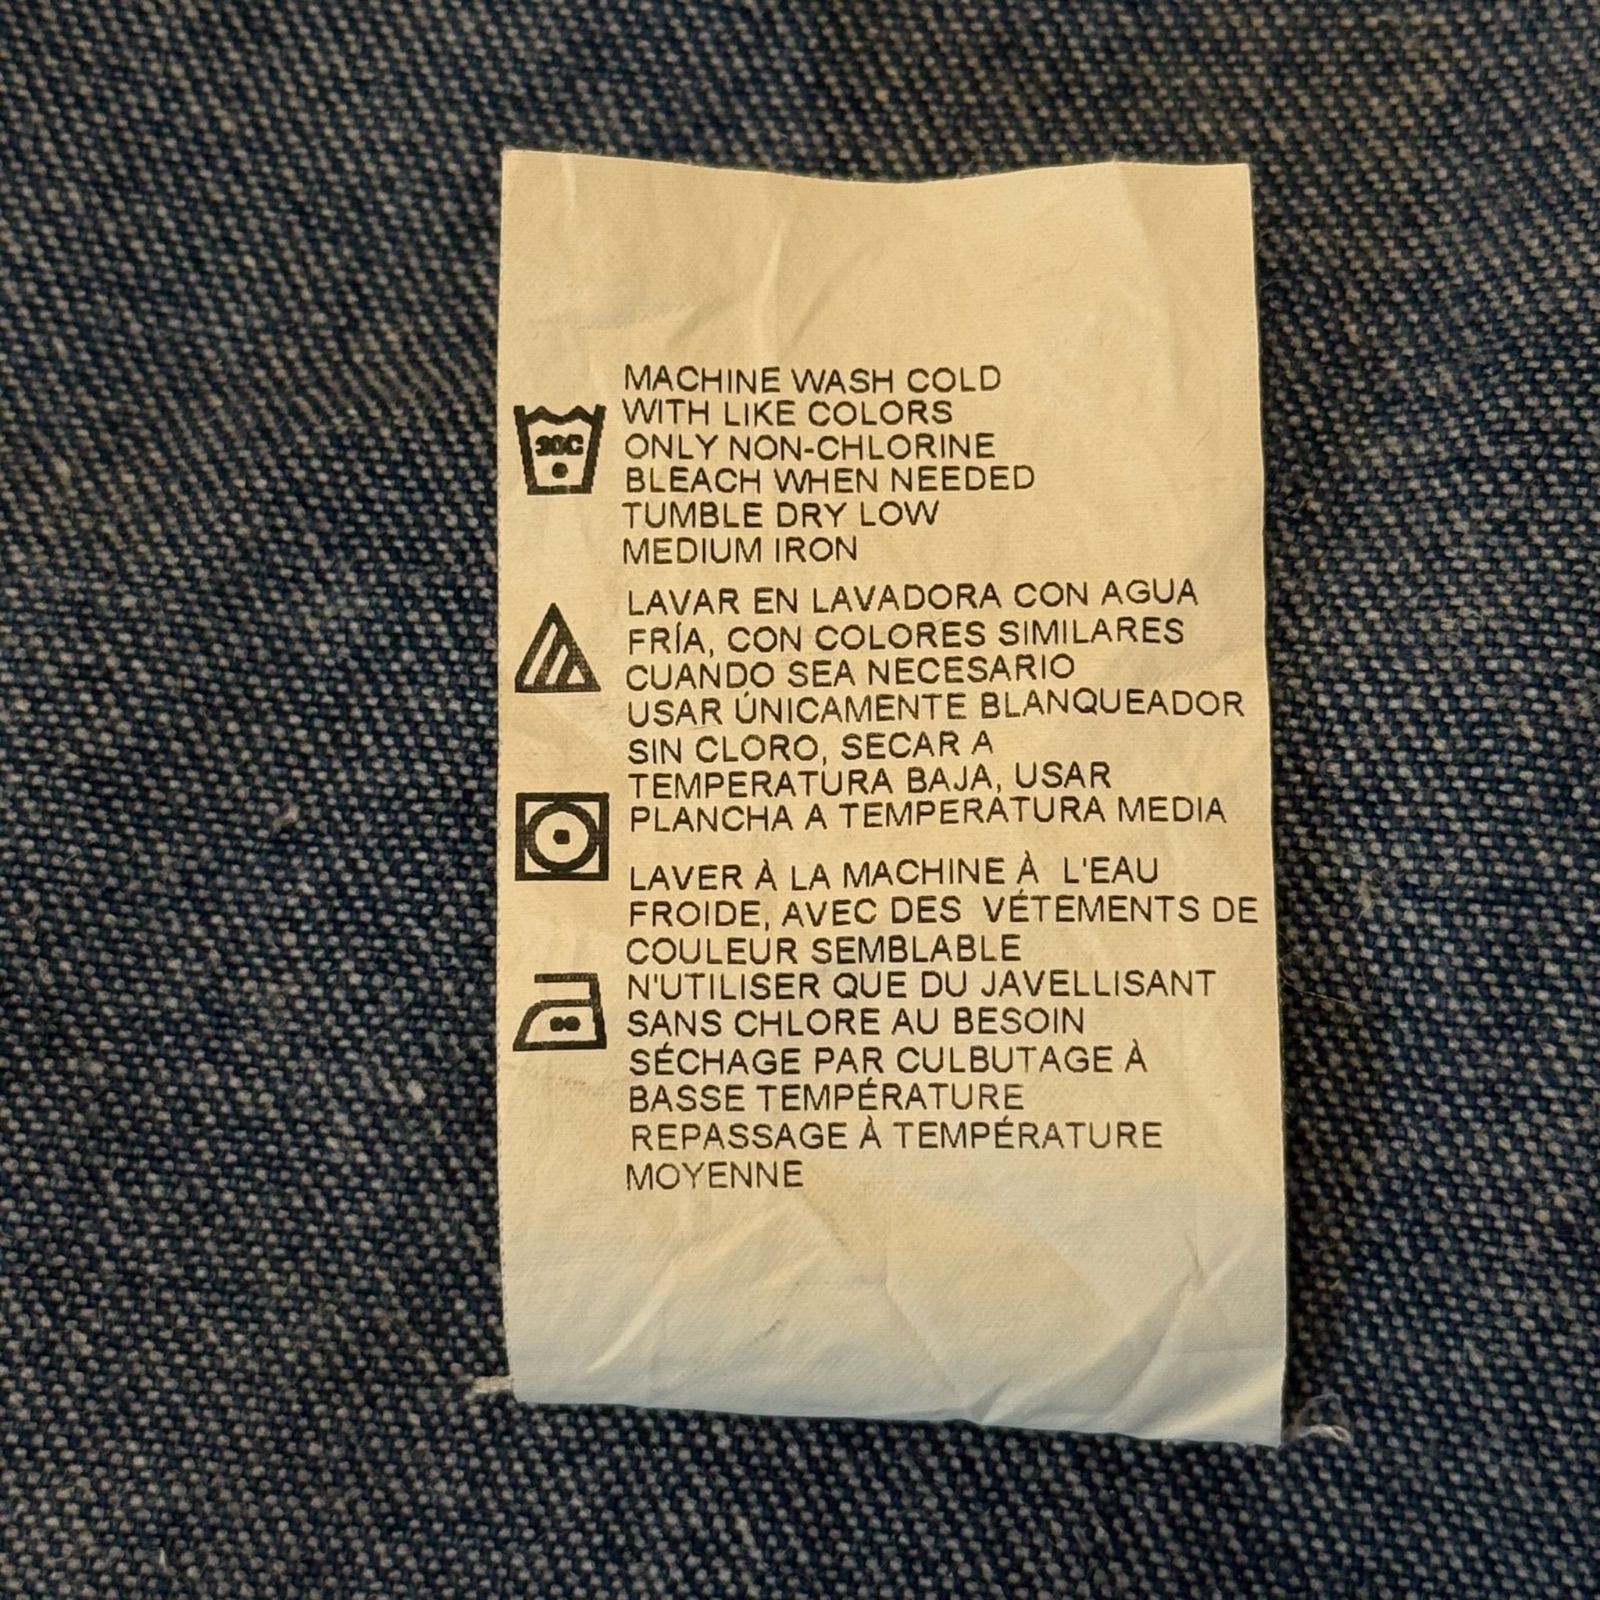 MACHINE WASH COLD
WITH LIKE COLORS
ONLY NON-CHLORINE
BLEACH WHEN NEEDED
TUMBLE DRY LOW
MEDIUM IRON
30C
LAVAR EN LAVADORA CON AGUA
FRÍA, CON COLORES SIMILARES
CUANDO SEA NECESARIO
USAR ÚNICAMENTE BLANQUEADOR
SIN CLORO, SECAR A
TEMPERATURA BAJA, USAR
PLANCHA A TEMPERATURA MEDIA
LAVER À LA MACHINE À L'EAU
FROIDE, AVEC DES VÉTEMENTS DE
COULEUR SEMBLABLE
N'UTILISER QUE DU JAVELLISANT
SANS CHLORE AU BESOIN
SÉCHAGE PAR CULBUTAGE À
BASSE TEMPÉRATURE
REPASSAGE À TEMPÉRATURE
MOYENNE